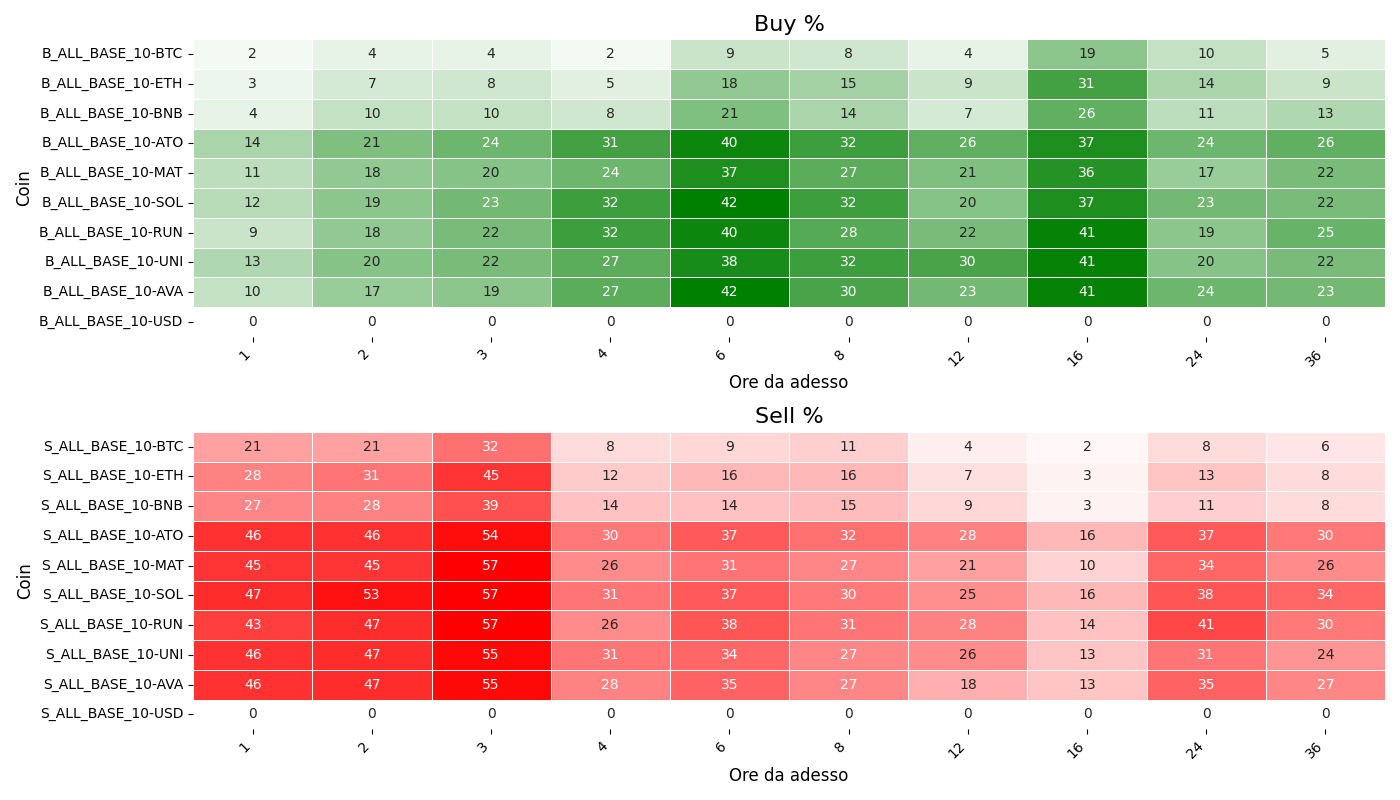 Buy %
Coin
B_ALL_BASE_10-BTC 2 4 4 2 9 8 4 19 10 5
B_ALL_BASE_10-ETH 3 7 8 5 18 15 9 31 14 9
B_ALL_BASE_10-BNB 4 10 10 8 21 14 7 26 11 13
B_ALL_BASE_10-ATO 14 21 24 31 40 32 26 37 24 26
B_ALL_BASE_10-MAT 11 18 20 24 37 27 21 36 17 22
B_ALL_BASE_10-SOL 12 19 23 32 42 32 20 37 23 22
B_ALL_BASE_10-RUN 9 18 22 32 40 28 22 41 19 25
B_ALL_BASE_10-UNI 13 20 22 27 38 32 30 41 20 22
B_ALL_BASE_10-AVA 10 17 19 27 42 30 23 41 24 23
B_ALL_BASE_10-USD 0 0 0 0 0 0 0 0 0 0
1 2 3 4 6 8 12 16 24 36
Ore da adesso
Sell %
Coin
S_ALL_BASE_10-BTC 21 21 32 8 9 11 4 2 8 6
S_ALL_BASE_10-ETH 28 31 45 12 16 16 7 3 13 8
S_ALL_BASE_10-BNB 27 28 39 14 14 15 9 3 11 8
S_ALL_BASE_10-ATO 46 46 54 30 37 32 28 16 37 30
S_ALL_BASE_10-MAT 45 45 57 26 31 27 21 10 34 26
S_ALL_BASE_10-SOL 47 53 57 31 37 30 25 16 38 34
S_ALL_BASE_10-RUN 43 47 57 26 38 31 28 14 41 30
S_ALL_BASE_10-UNI 46 47 55 31 34 27 26 13 31 24
S_ALL_BASE_10-AVA 46 47 55 28 35 27 18 13 35 27
S_ALL_BASE_10-USD 0 0 0 0 0 0 0 0 0 0
1 2 3 4 6 8 12 16 24 36
Ore da adesso